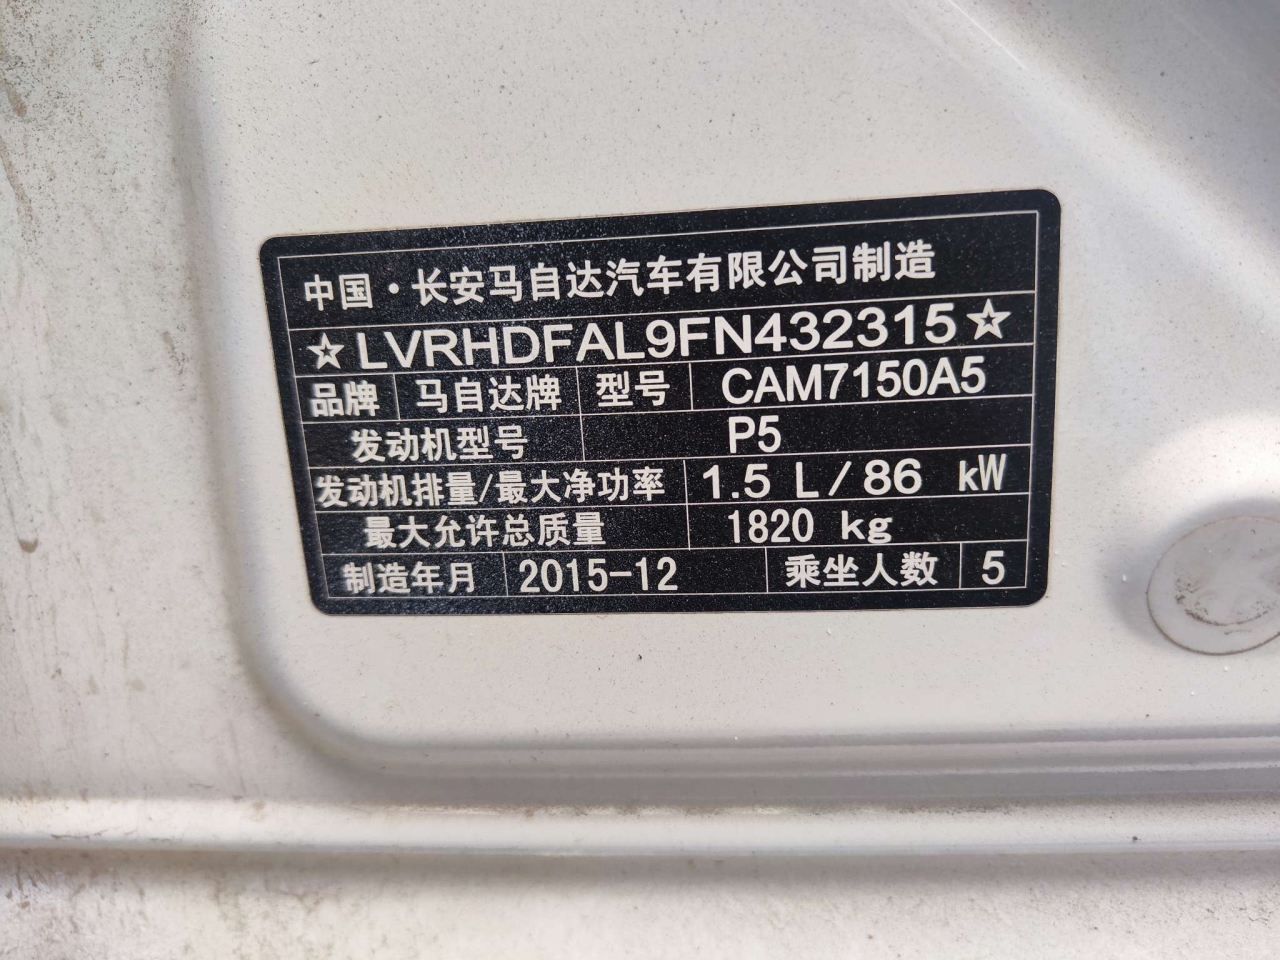 中国·长安马自达汽车有限公司制造
☆LVRHDFAL9FN432315☆
品牌 马自达牌 型号 CAM7150A5
发动机型号 P5
发动机排量/最大净功率 1.5 L/86 kW
最大允许总质量 1820 kg
制造年月 2015-12 乘坐人数 5